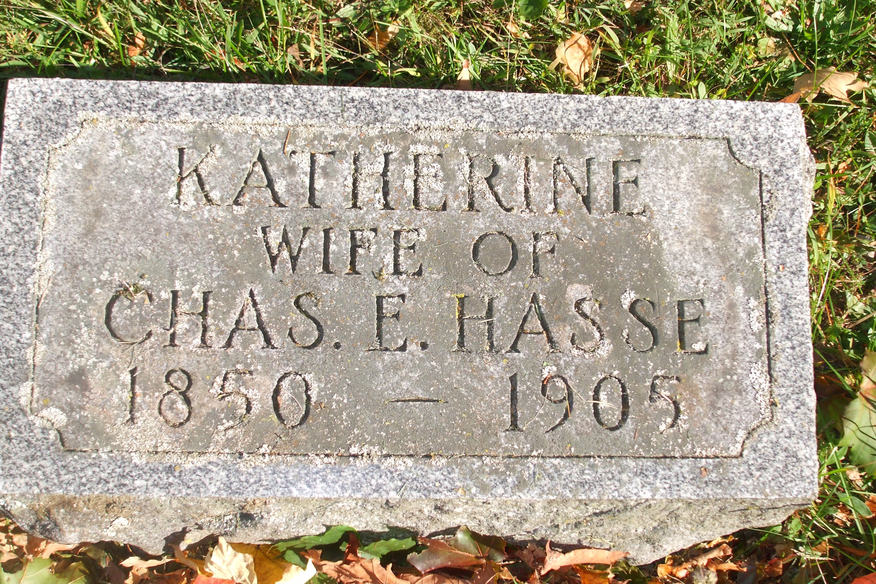 KATHERINE
WIFE OF
CHAS. E. HASSE
1850 — 1905